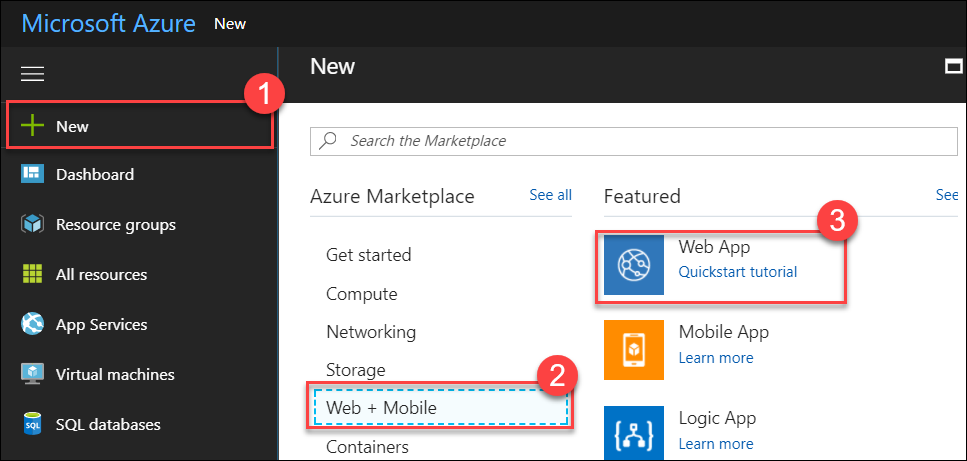 Microsoft Azure New
New
1
New
Dashboard
Resource groups
All resources
App Services
Virtual machines
SQL databases
SQL
Search the Marketplace
Azure Marketplace See all
Get started
Compute
Networking
Storage
2
Web + Mobile
Containers
Featured See
3
Web App
Quickstart tutorial
Mobile App
Learn more
Logic App
Learn more